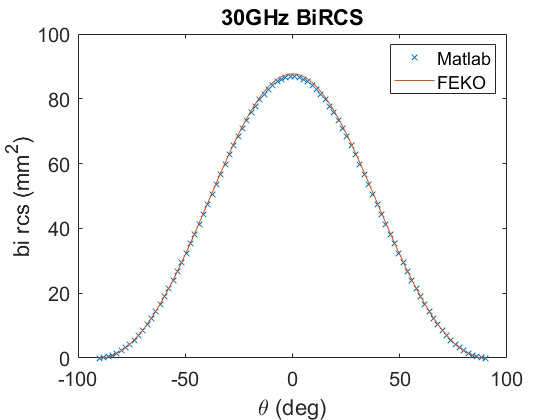 30GHz BiRCS
100
80
60
40
20
0
bi rcs (mm²)
Matlab
FEKO
-100 -50 0 50 100
θ (deg)